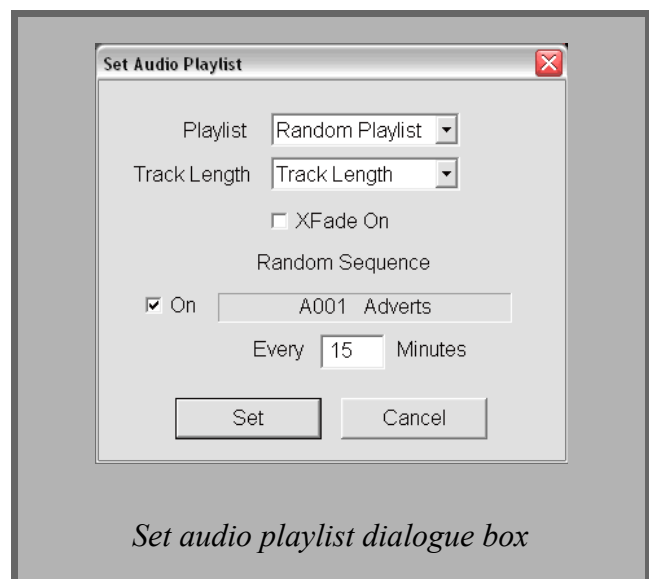 Set Audio Playlist
Playlist Random Playlist
Track Length Track Length
XFade On
Random Sequence
On A001 Adverts
Every 15 Minutes
Set Cancel
Set audio playlist dialogue box